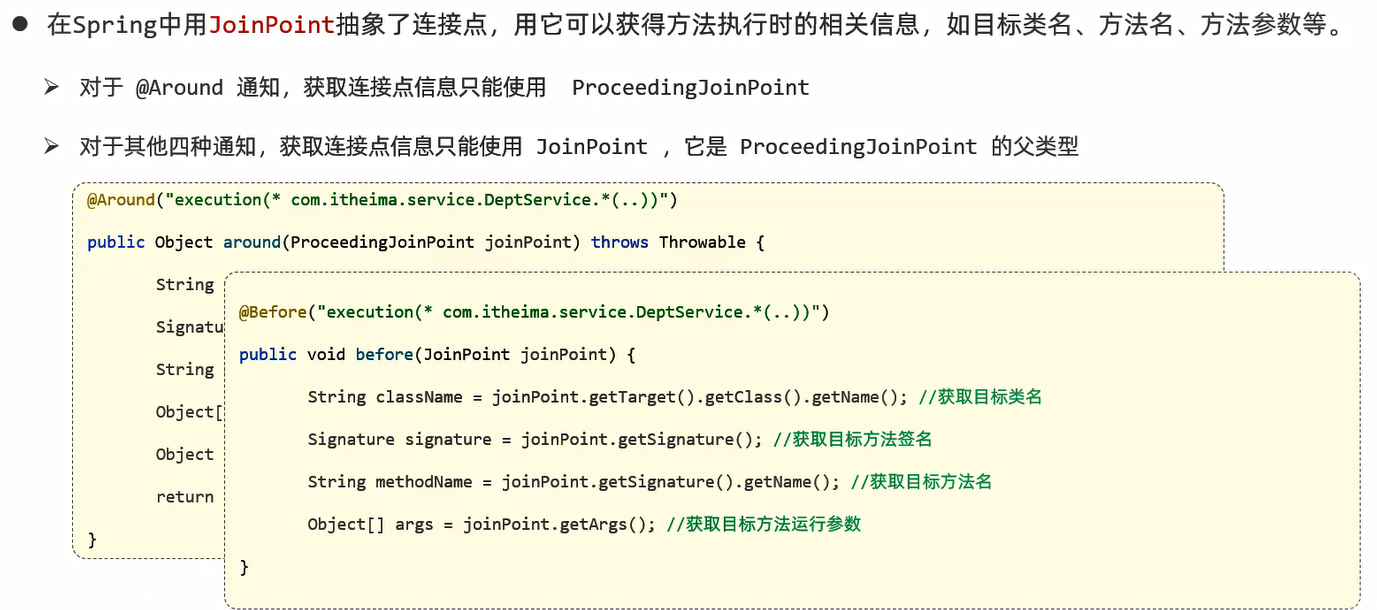 ● 在Spring中用JoinPoint抽象了连接点，用它可以获得方法执行时的相关信息，如目标类名、方法名、方法参数等。
➢ 对于 @Around 通知，获取连接点信息只能使用 ProceedingJoinPoint
➢ 对于其他四种通知，获取连接点信息只能使用 JoinPoint ，它是 ProceedingJoinPoint 的父类型
@Around("execution(* com.itheima.service.DeptService.*(..))")
public Object around(ProceedingJoinPoint joinPoint) throws Throwable {
String
Signatu
String
Object[
Object
return
}
@Before("execution(* com.itheima.service.DeptService.*(..))")
public void before(JoinPoint joinPoint) {
String className = joinPoint.getTarget().getClass().getName(); //获取目标类名
Signature signature = joinPoint.getSignature(); //获取目标方法签名
String methodName = joinPoint.getSignature().getName(); //获取目标方法名
Object[] args = joinPoint.getArgs(); //获取目标方法运行参数
}